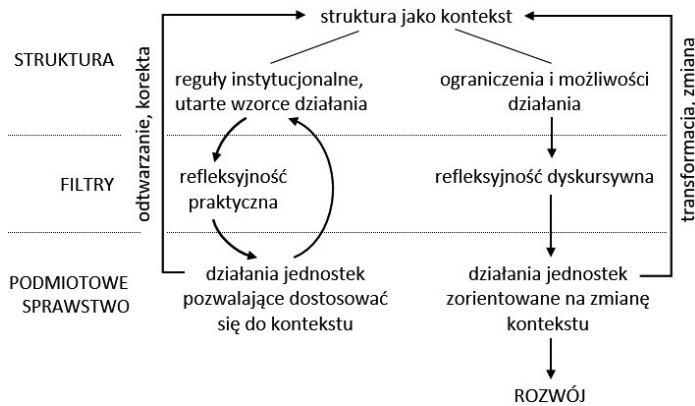 struktura jako kontekst
STRUKTURA
reguły instytucjonalne,
utarte wzorce działania
ograniczenia i możliwości
działania
odtwarzanie, korekta
transformacja, zmiana
FILTRY
refleksyjność
praktyczna
refleksyjność dyskursywna
PODMIOTOWE
SPRAWSTWO
działania jednostek
pozwalające dostosować
się do kontekstu
działania jednostek
zorientowane na zmianę
kontekstu
ROZWÓJ